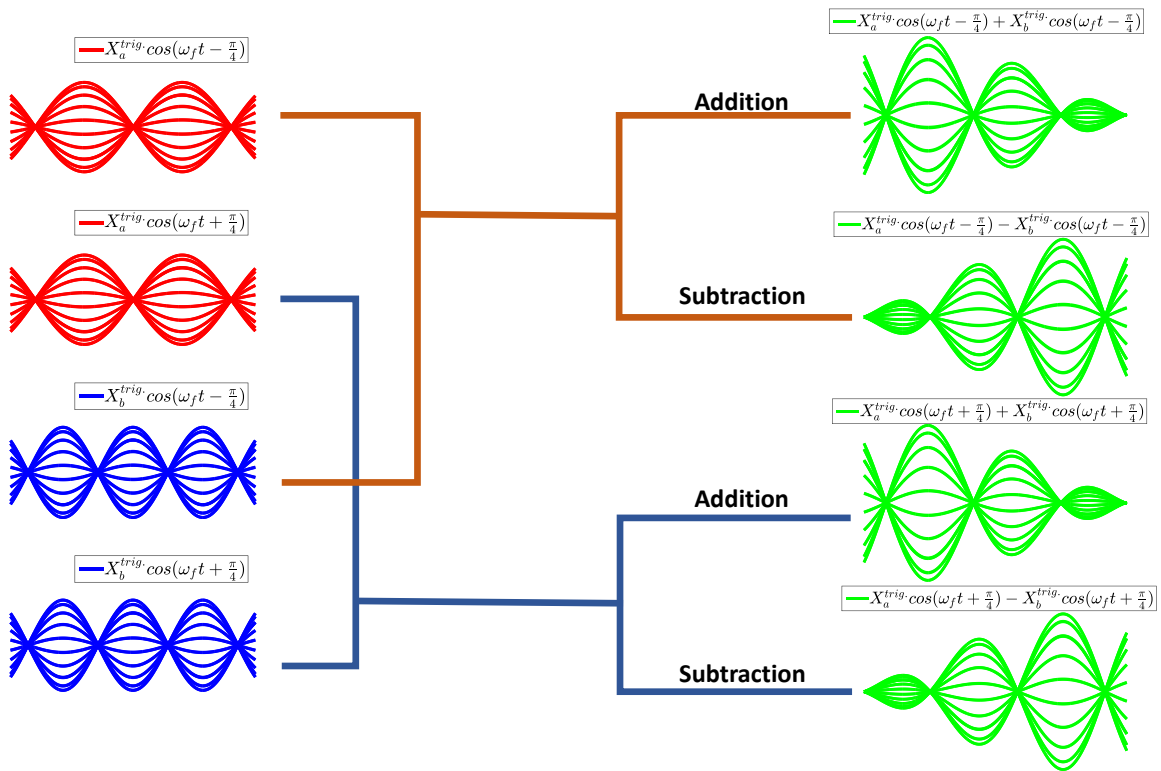 X_a^{trig.}cos(ω_f t − π/4)
X_a^{trig.}cos(ω_f t + π/4)
X_b^{trig.}cos(ω_f t − π/4)
X_b^{trig.}cos(ω_f t + π/4)
X_a^{trig.}cos(ω_f t − π/4) + X_b^{trig.}cos(ω_f t − π/4)
Addition
X_a^{trig.}cos(ω_f t − π/4) − X_b^{trig.}cos(ω_f t − π/4)
Subtraction
X_a^{trig.}cos(ω_f t + π/4) + X_b^{trig.}cos(ω_f t + π/4)
Addition
X_a^{trig.}cos(ω_f t + π/4) − X_b^{trig.}cos(ω_f t + π/4)
Subtraction